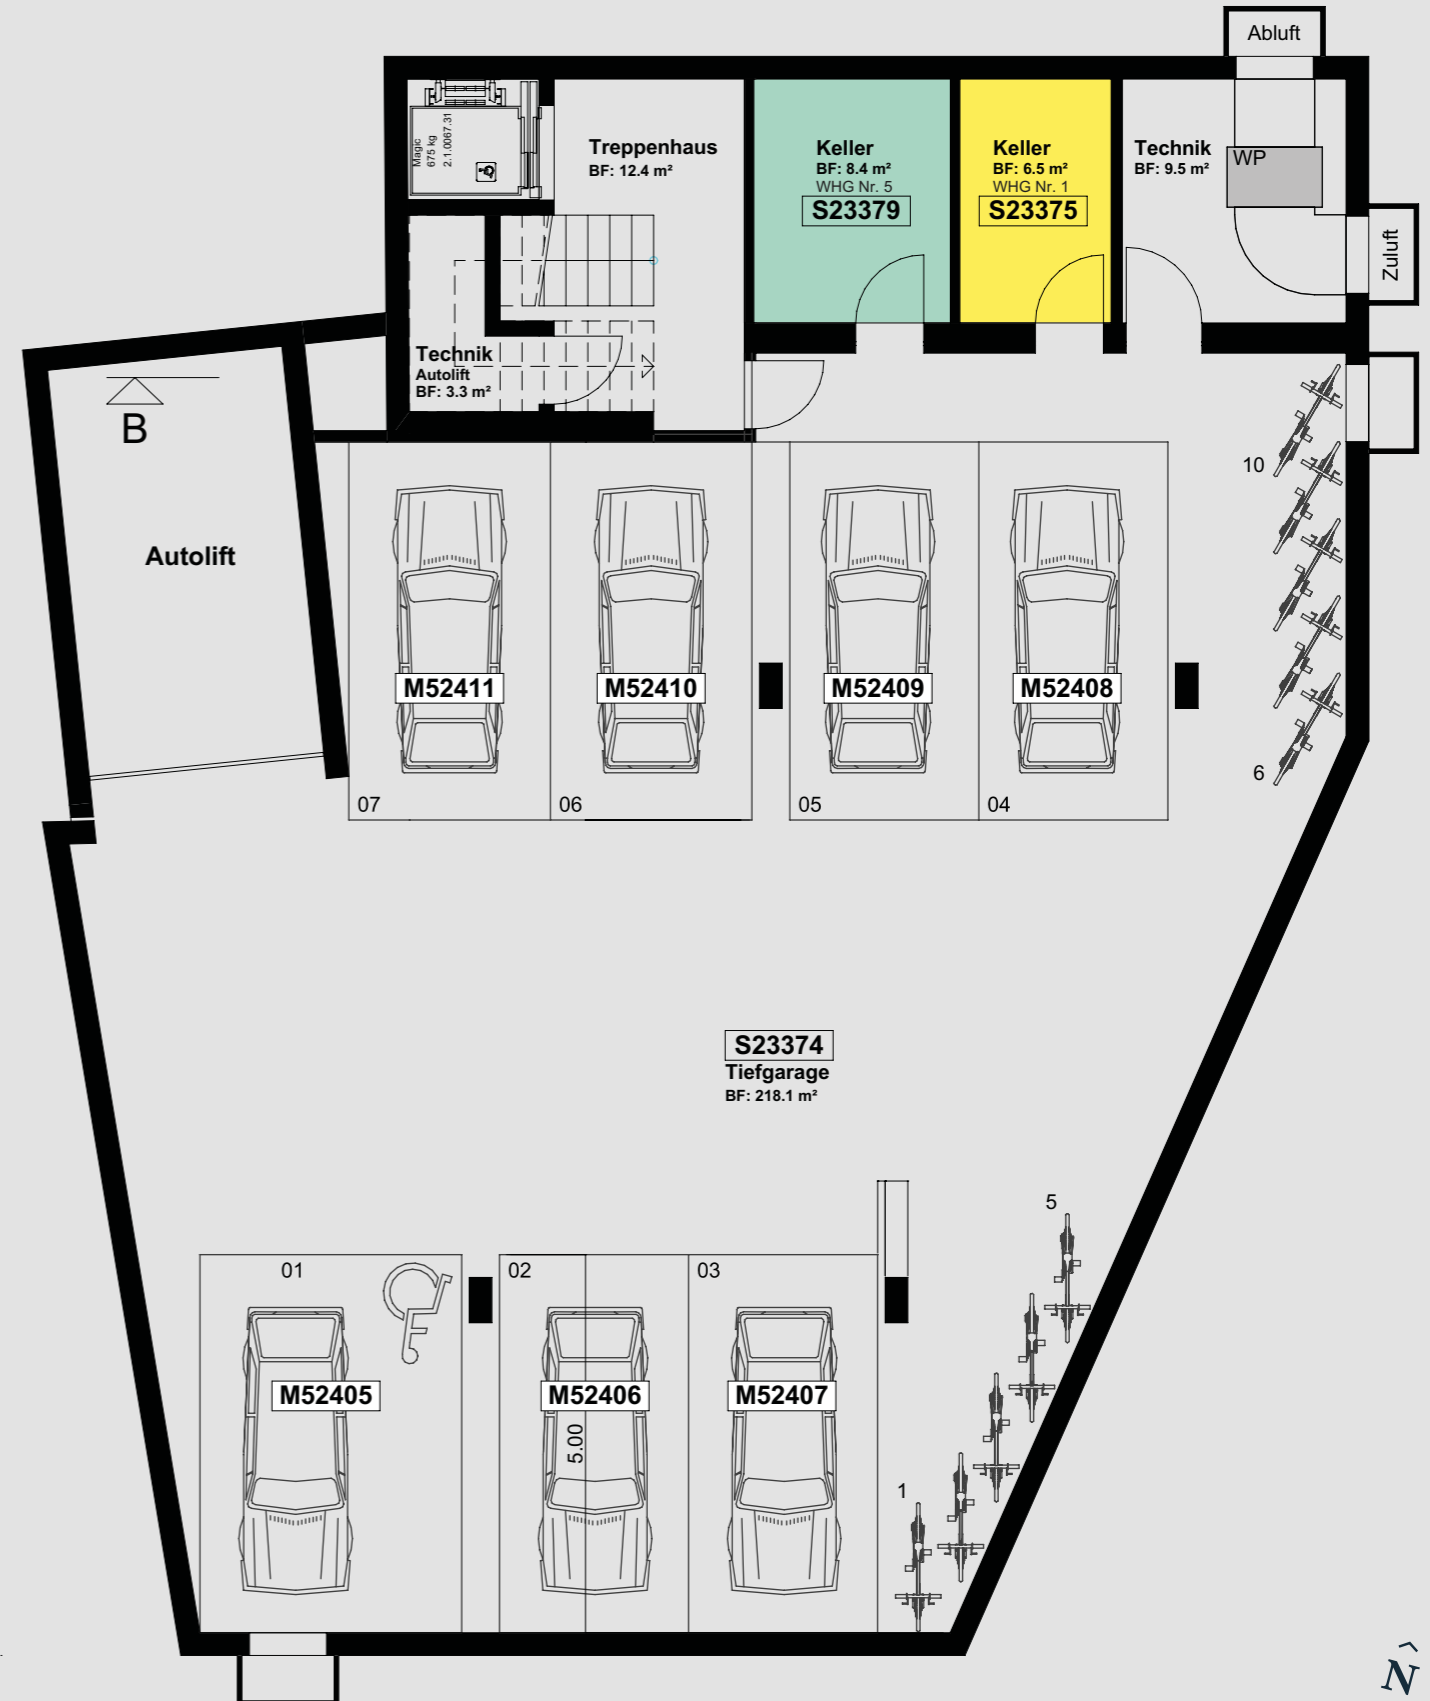 Abluft
Magic
675 kg
2.1.0067.31
Treppenhaus
BF: 12.4 m²
Keller
BF: 8.4 m²
WHG Nr. 5
S23379
Keller
BF: 6.5 m²
WHG Nr. 1
S23375
Technik
BF: 9.5 m²
WP
Zuluft
Technik
Autolift
BF: 3.3 m²
B
Autolift
10
M52411
M52410
M52409
M52408
07
06
05
04
6
S23374
Tiefgarage
BF: 218.1 m²
5
01
02
03
M52405
M52406
M52407
5.00
1
N